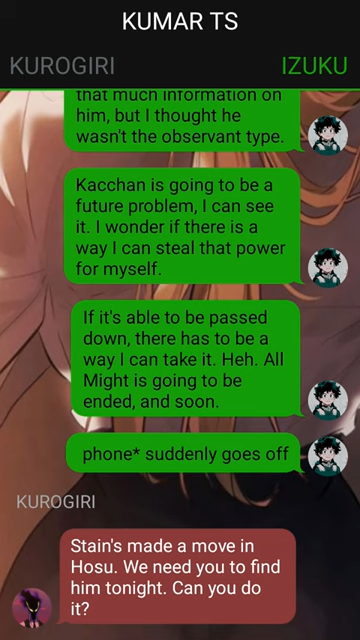 KUMAR TS
KUROGIRI
IZUKU
that much information on
him, but I thought he
wasn't the observant type.
Kacchan is going to be a
future problem, I can see
it. I wonder if there is a
way I can steal that power
for myself.
If it's able to be passed
down, there has to be a
way I can take it. Heh. All
Might is going to be
ended, and soon.
phone* suddenly goes off
KUROGIRI
Stain's made a move in
Hosu. We need you to find
him tonight. Can you do
it?